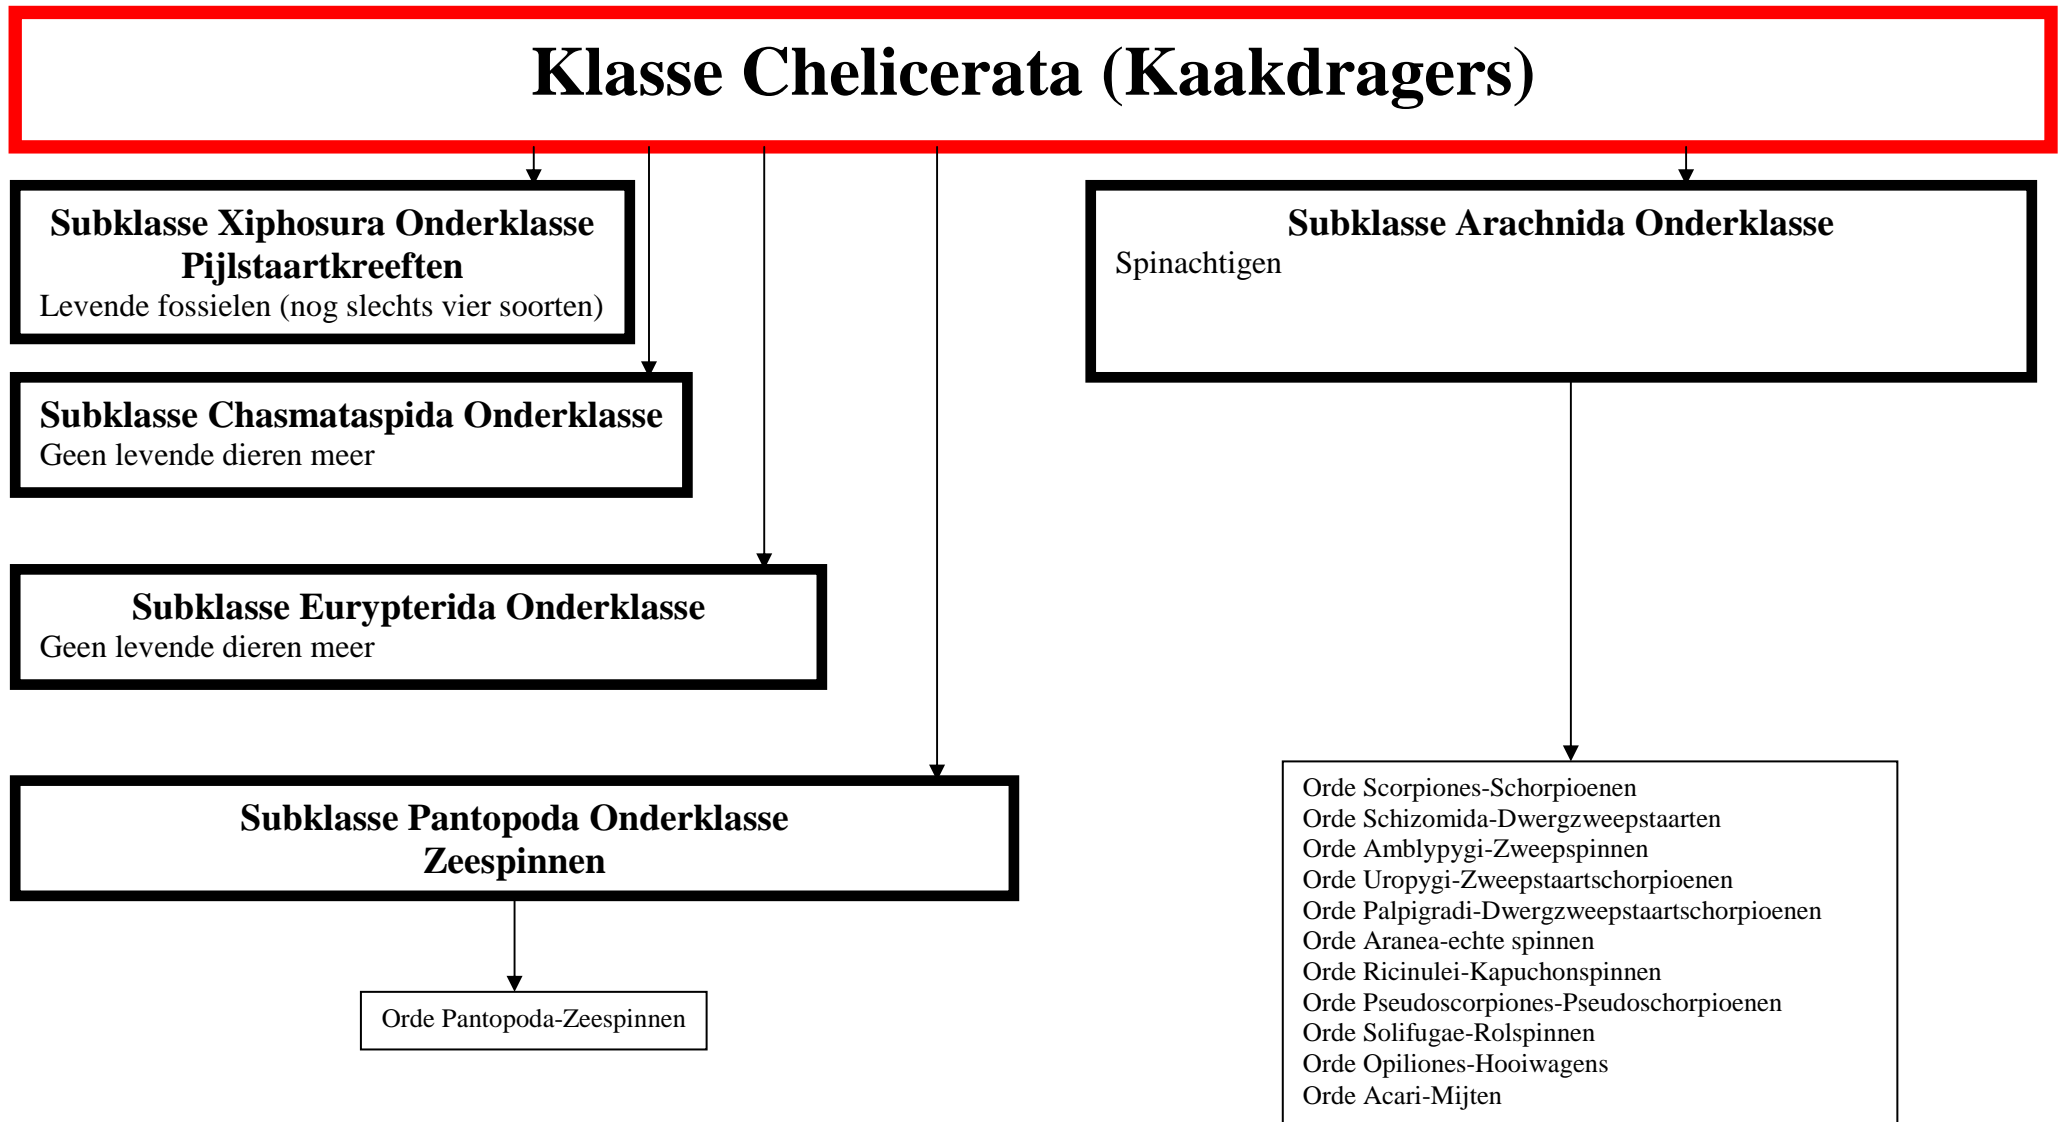 Klasse Chelicerata (Kaakdragers)
Subklasse Xiphosura Onderklasse
Pijlstaartkreeften
Levende fossielen (nog slechts vier soorten)
Subklasse Chasmataspida Onderklasse
Geen levende dieren meer
Subklasse Eurypterida Onderklasse
Geen levende dieren meer
Subklasse Pantopoda Onderklasse
Zeespinnen
Orde Pantopoda-Zeespinnen
Subklasse Arachnida Onderklasse
Spinachtigen
Orde Scorpiones-Schorpioenen
Orde Schizomida-Dwergzweepstaarten
Orde Amblypygi-Zweepspinnen
Orde Uropygi-Zweepstaartschorpioenen
Orde Palpigradi-Dwergzweepstaartschorpioenen
Orde Aranea-echte spinnen
Orde Ricinulei-Kapuchonspinnen
Orde Pseudoscorpiones-Pseudoschorpioenen
Orde Solifugae-Rolspinnen
Orde Opiliones-Hooiwagens
Orde Acari-Mijten